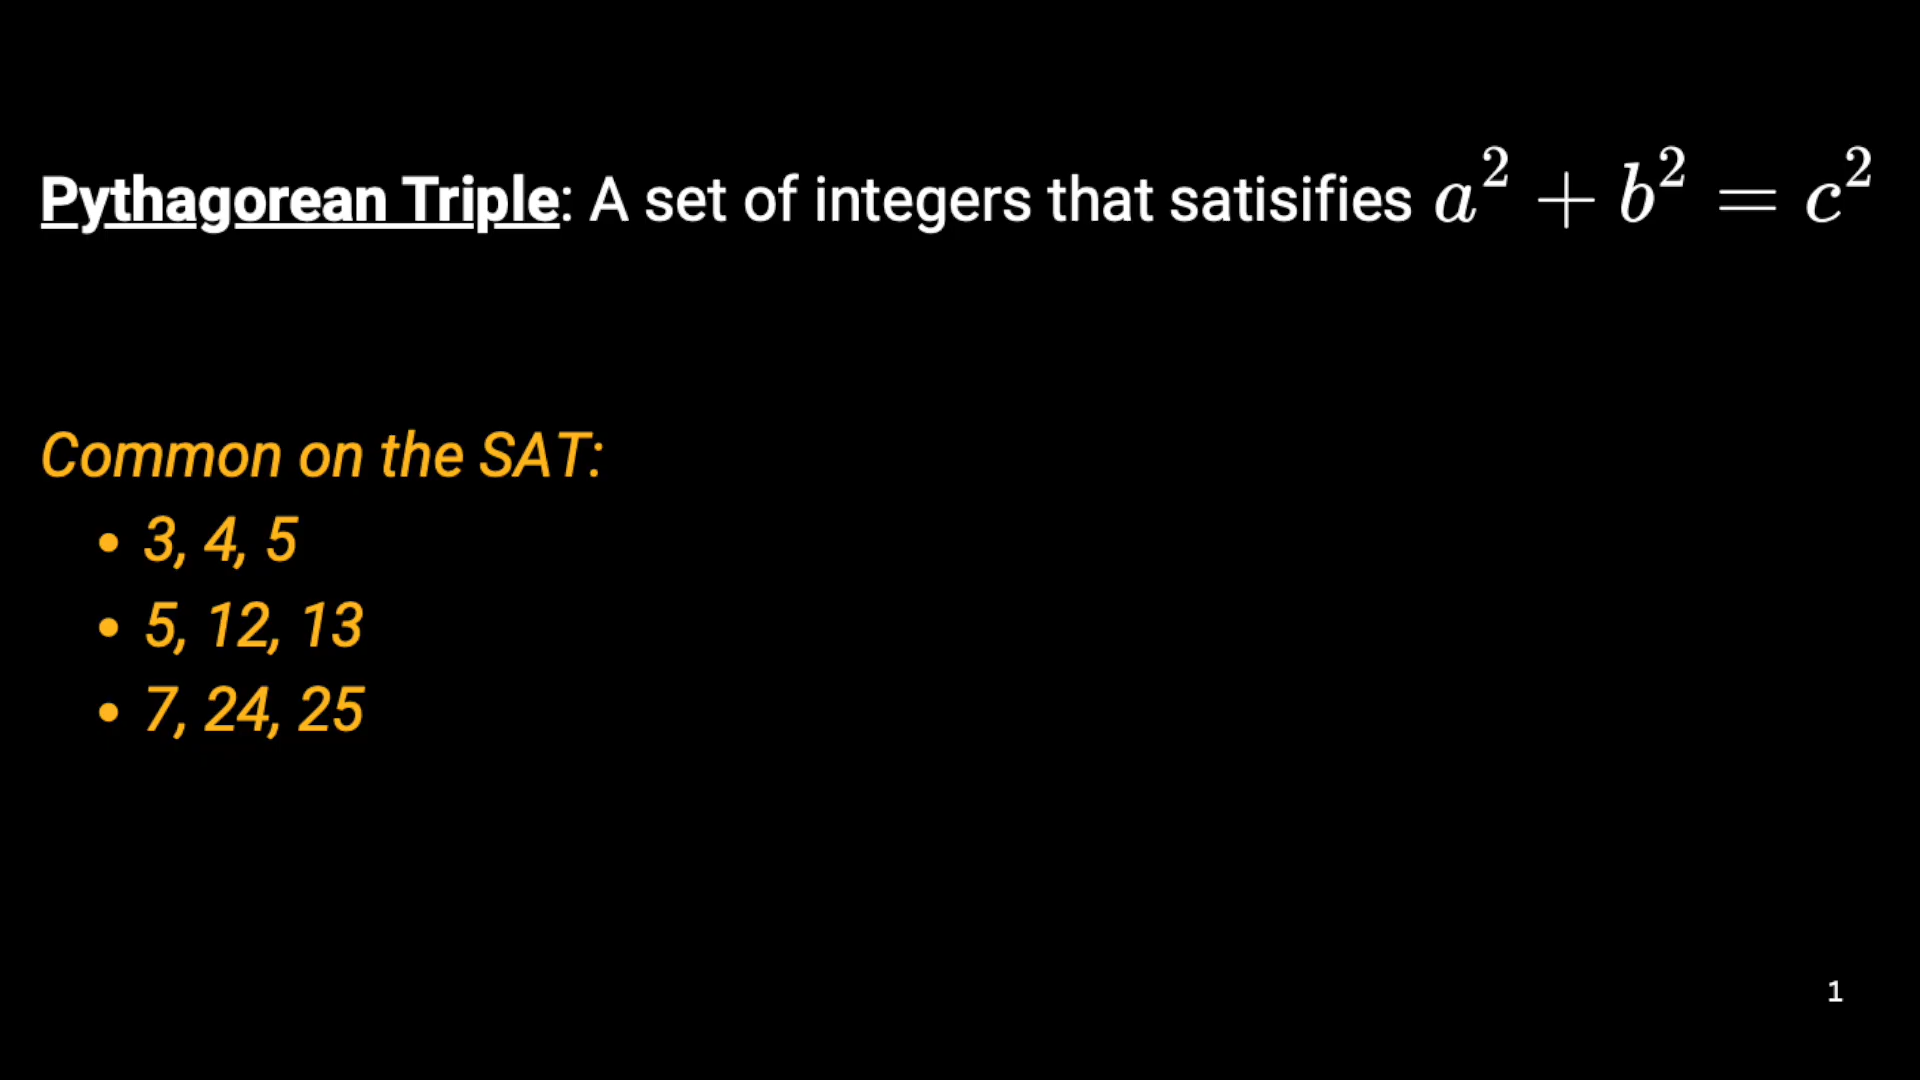 Pythagorean Triple: A set of integers that satisifies a² + b² = c²
Common on the SAT:
• 3, 4, 5
• 5, 12, 13
• 7, 24, 25
1